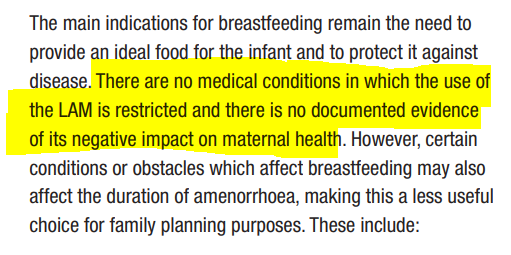 The main indications for breastfeeding remain the need to
provide an ideal food for the infant and to protect it against
disease. There are no medical conditions in which the use of
the LAM is restricted and there is no documented evidence
of its negative impact on maternal health. However, certain
conditions or obstacles which affect breastfeeding may also
affect the duration of amenorrhoea, making this a less useful
choice for family planning purposes. These include: